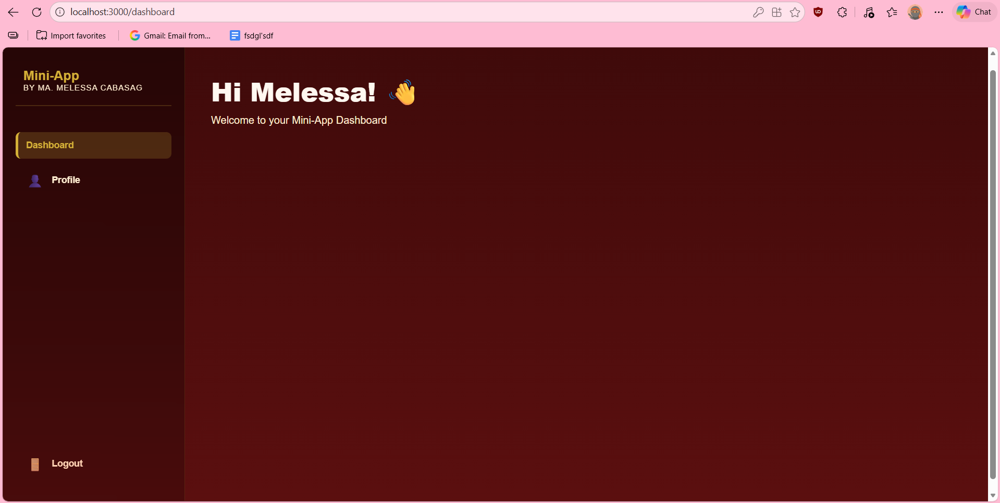 localhost:3000/dashboard
Chat
Import favorites
Gmail: Email from...
fsdgl'sdf
Mini-App
BY MA. MELESSA CABASAG
Dashboard
Profile
Logout
Hi Melessa! 👋
Welcome to your Mini-App Dashboard